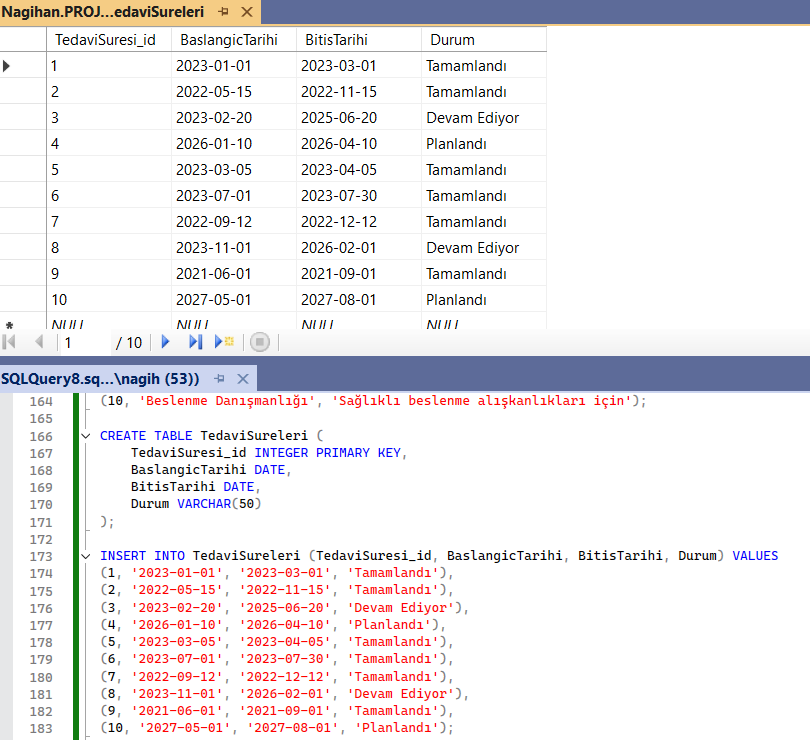 Nagihan.PROJ...edaviSureleri
TedaviSuresi_id BaslangicTarihi BitisTarihi Durum
1 2023-01-01 2023-03-01 Tamamlandı
2 2022-05-15 2022-11-15 Tamamlandı
3 2023-02-20 2025-06-20 Devam Ediyor
4 2026-01-10 2026-04-10 Planlandı
5 2023-03-05 2023-04-05 Tamamlandı
6 2023-07-01 2023-07-30 Tamamlandı
7 2022-09-12 2022-12-12 Tamamlandı
8 2023-11-01 2026-02-01 Devam Ediyor
9 2021-06-01 2021-09-01 Tamamlandı
10 2027-05-01 2027-08-01 Planlandı
* NULL NULL NULL NULL
1 / 10
SQLQuery8.sq...\nagih (53))
164 (10, 'Beslenme Danışmanlığı', 'Sağlıklı beslenme alışkanlıkları için');
165
166 CREATE TABLE TedaviSureleri (
167 TedaviSuresi_id INTEGER PRIMARY KEY,
168 BaslangicTarihi DATE,
169 BitisTarihi DATE,
170 Durum VARCHAR(50)
171 );
172
173 INSERT INTO TedaviSureleri (TedaviSuresi_id, BaslangicTarihi, BitisTarihi, Durum) VALUES
174 (1, '2023-01-01', '2023-03-01', 'Tamamlandı'),
175 (2, '2022-05-15', '2022-11-15', 'Tamamlandı'),
176 (3, '2023-02-20', '2025-06-20', 'Devam Ediyor'),
177 (4, '2026-01-10', '2026-04-10', 'Planlandı'),
178 (5, '2023-03-05', '2023-04-05', 'Tamamlandı'),
179 (6, '2023-07-01', '2023-07-30', 'Tamamlandı'),
180 (7, '2022-09-12', '2022-12-12', 'Tamamlandı'),
181 (8, '2023-11-01', '2026-02-01', 'Devam Ediyor'),
182 (9, '2021-06-01', '2021-09-01', 'Tamamlandı'),
183 (10, '2027-05-01', '2027-08-01', 'Planlandı');